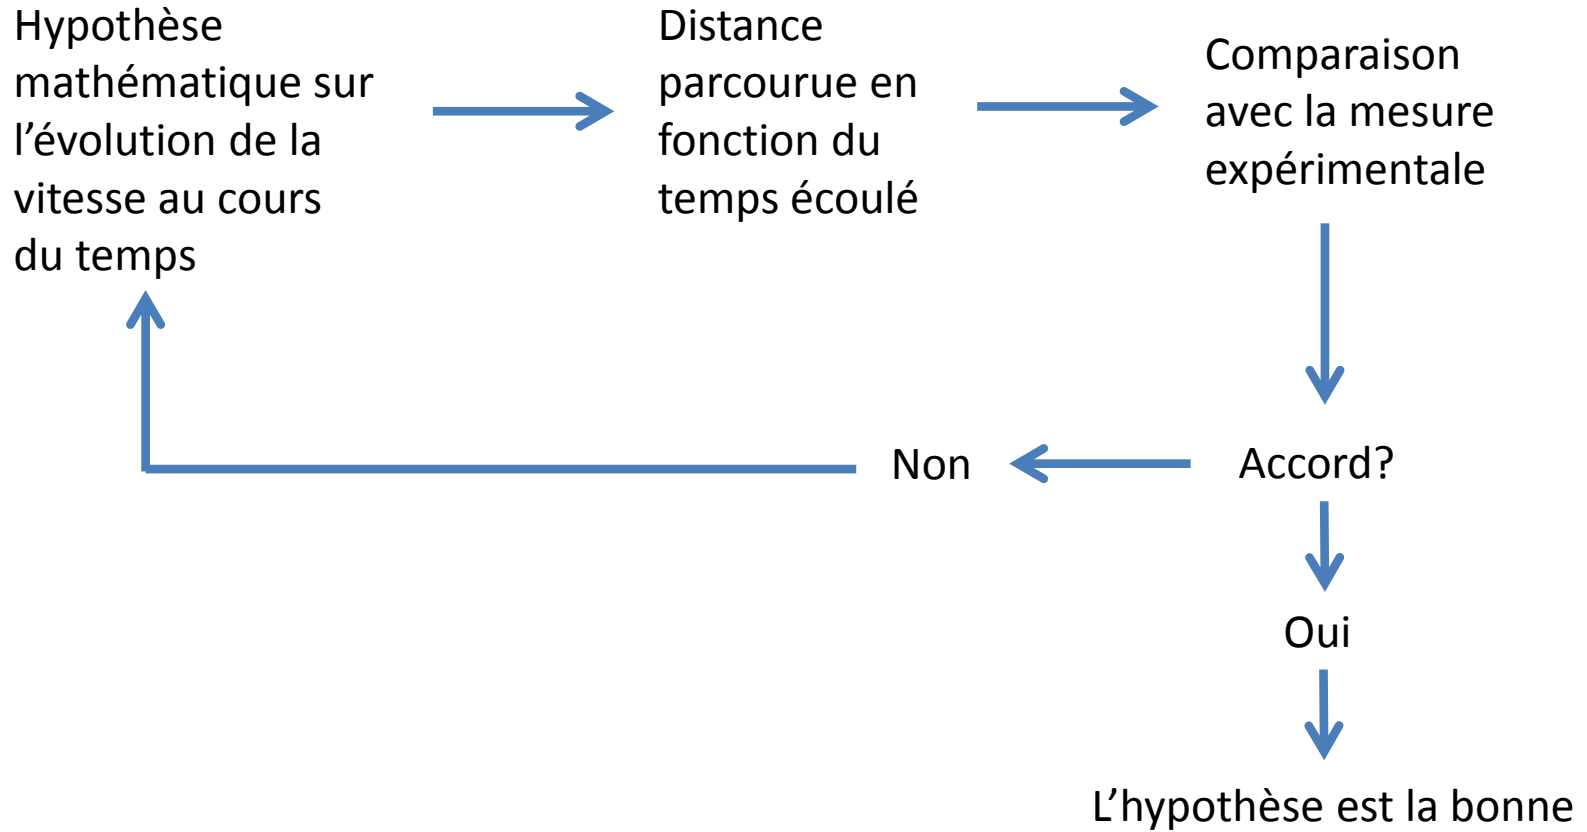 Hypothèse
mathématique sur
l’évolution de la
vitesse au cours
du temps
Distance
parcourue en
fonction du
temps écoulé
Comparaison
avec la mesure
expérimentale
Non
Accord?
Oui
L’hypothèse est la bonne